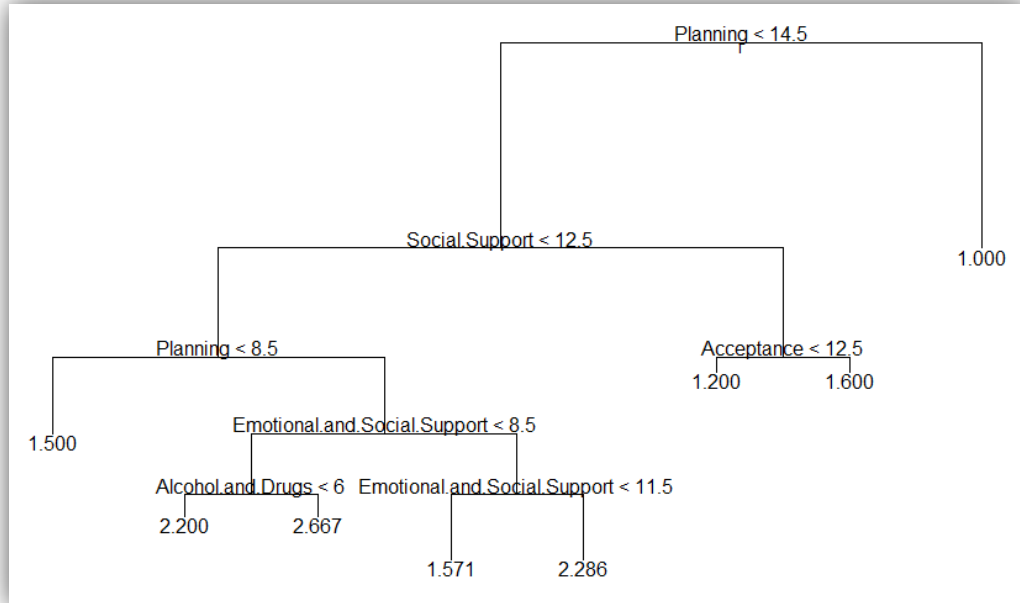 Planning < 14.5
Social.Support < 12.5
1.000
Planning < 8.5
Acceptance < 12.5
1.200
1.600
1.500
Emotional.and.Social.Support < 8.5
Alcohol.and.Drugs < 6
Emotional.and.Social.Support < 11.5
2.200
2.667
1.571
2.286